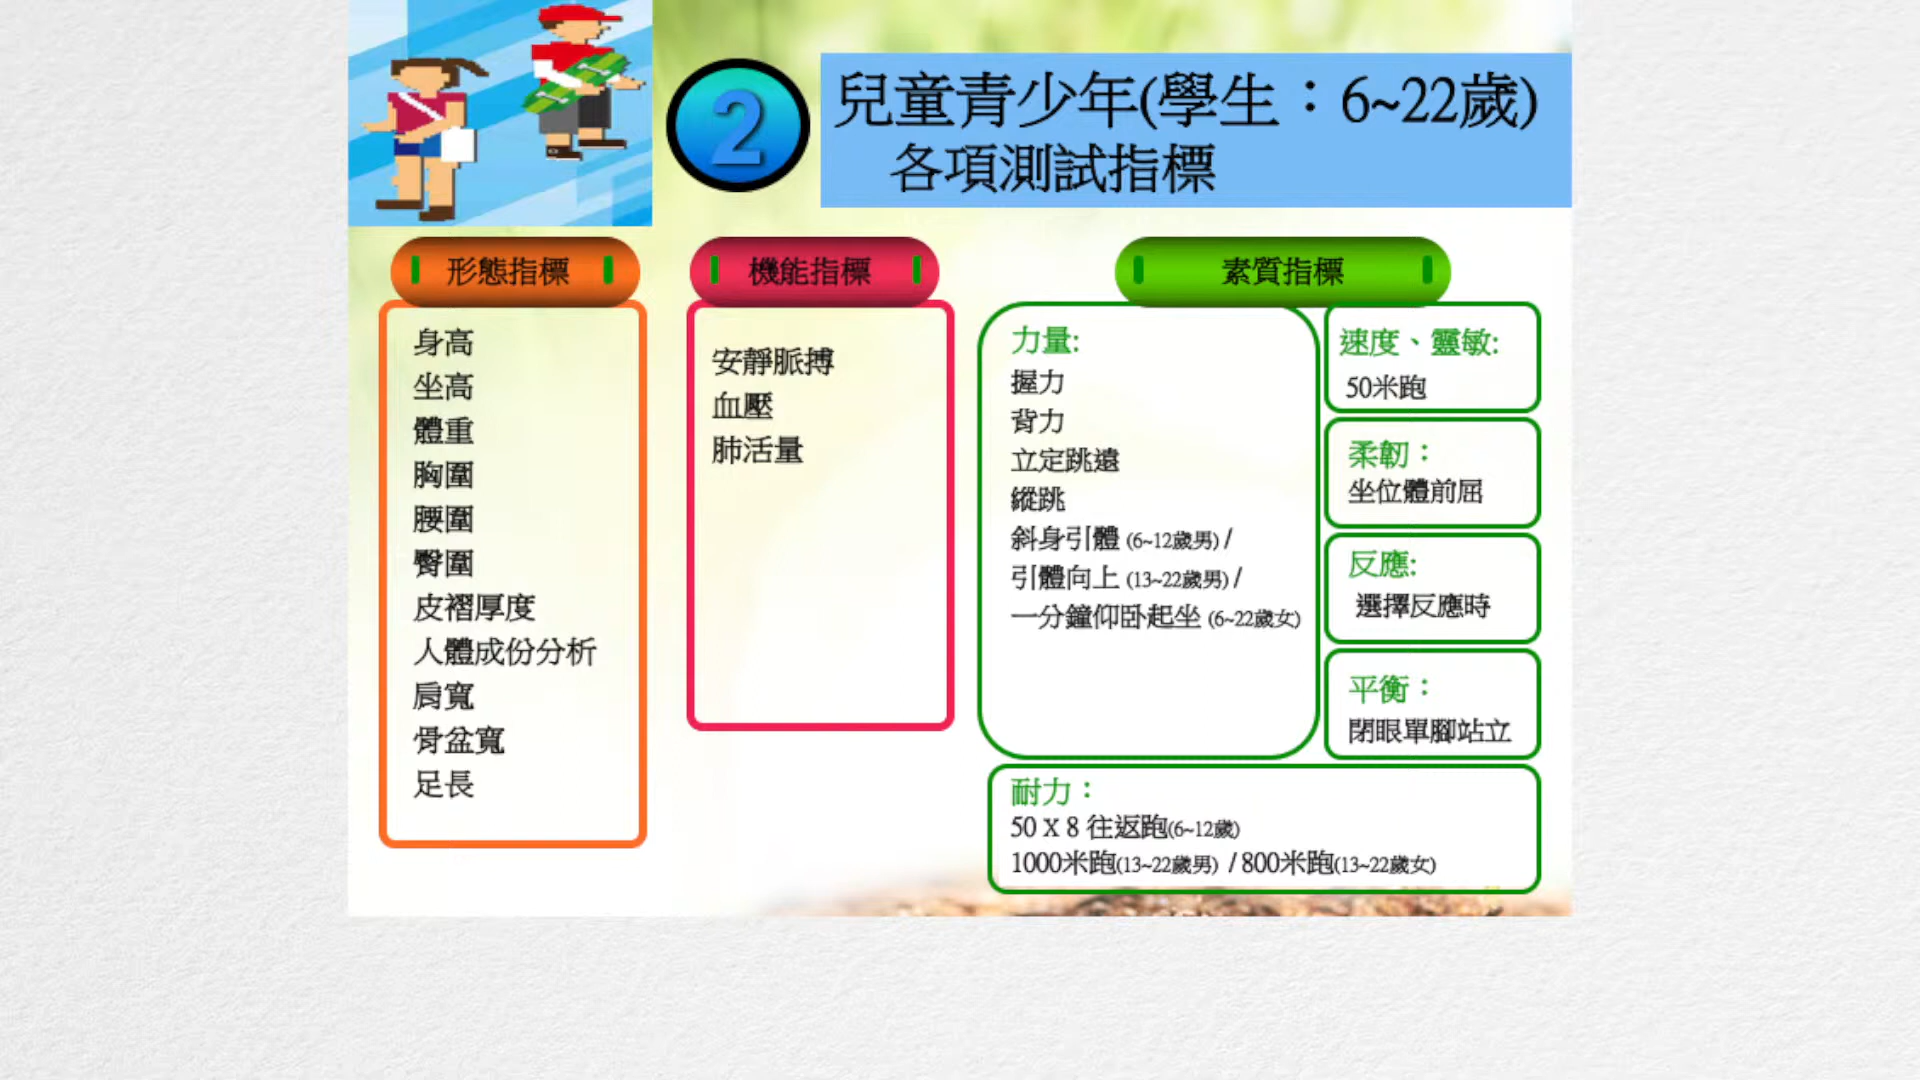 2
兒童青少年(學生：6~22歲)
各項測試指標
形態指標
身高
坐高
體重
胸圍
腰圍
臀圍
皮褶厚度
人體成份分析
肩寬
骨盆寬
足長
機能指標
安靜脈搏
血壓
肺活量
素質指標
力量:
握力
背力
立定跳遠
縱跳
斜身引體 (6~12歲男) /
引體向上 (13~22歲男) /
一分鐘仰卧起坐 (6~22歲女)
速度、靈敏:
50米跑
柔韌：
坐位體前屈
反應:
選擇反應時
平衡：
閉眼單腳站立
耐力：
50 X 8 往返跑(6~12歲)
1000米跑(13~22歲男) / 800米跑(13~22歲女)